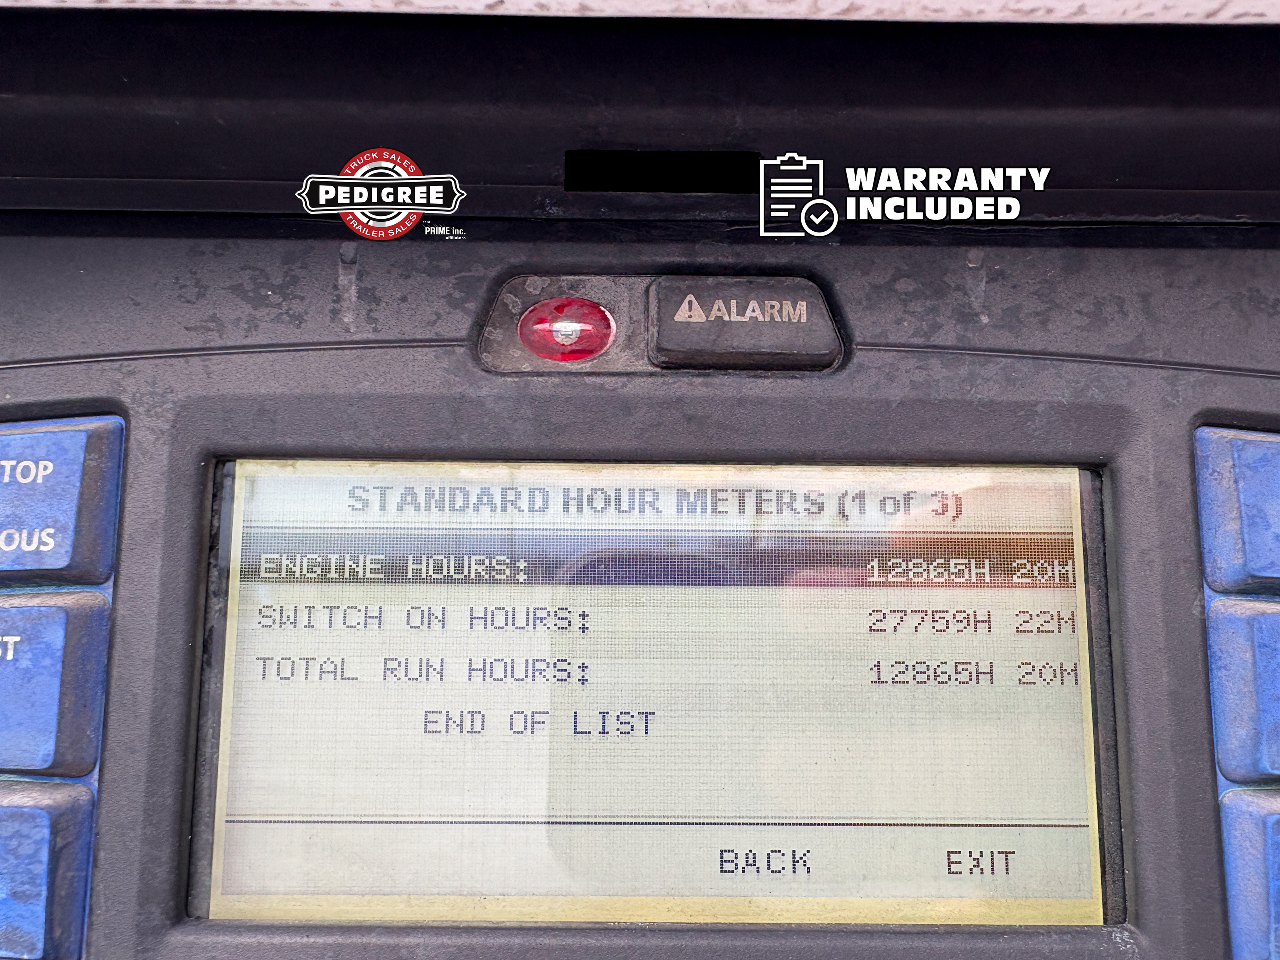 TRUCK SALES
PEDIGREE
TRAILER SALES
PRIME inc.
WARRANTY
INCLUDED
ALARM
TOP
OUS
ST
STANDARD HOUR METERS (1 of 3)
ENGINE HOURS: 12865H 20M
SWITCH ON HOURS: 27759H 22M
TOTAL RUN HOURS: 12865H 20M
END OF LIST
BACK EXIT